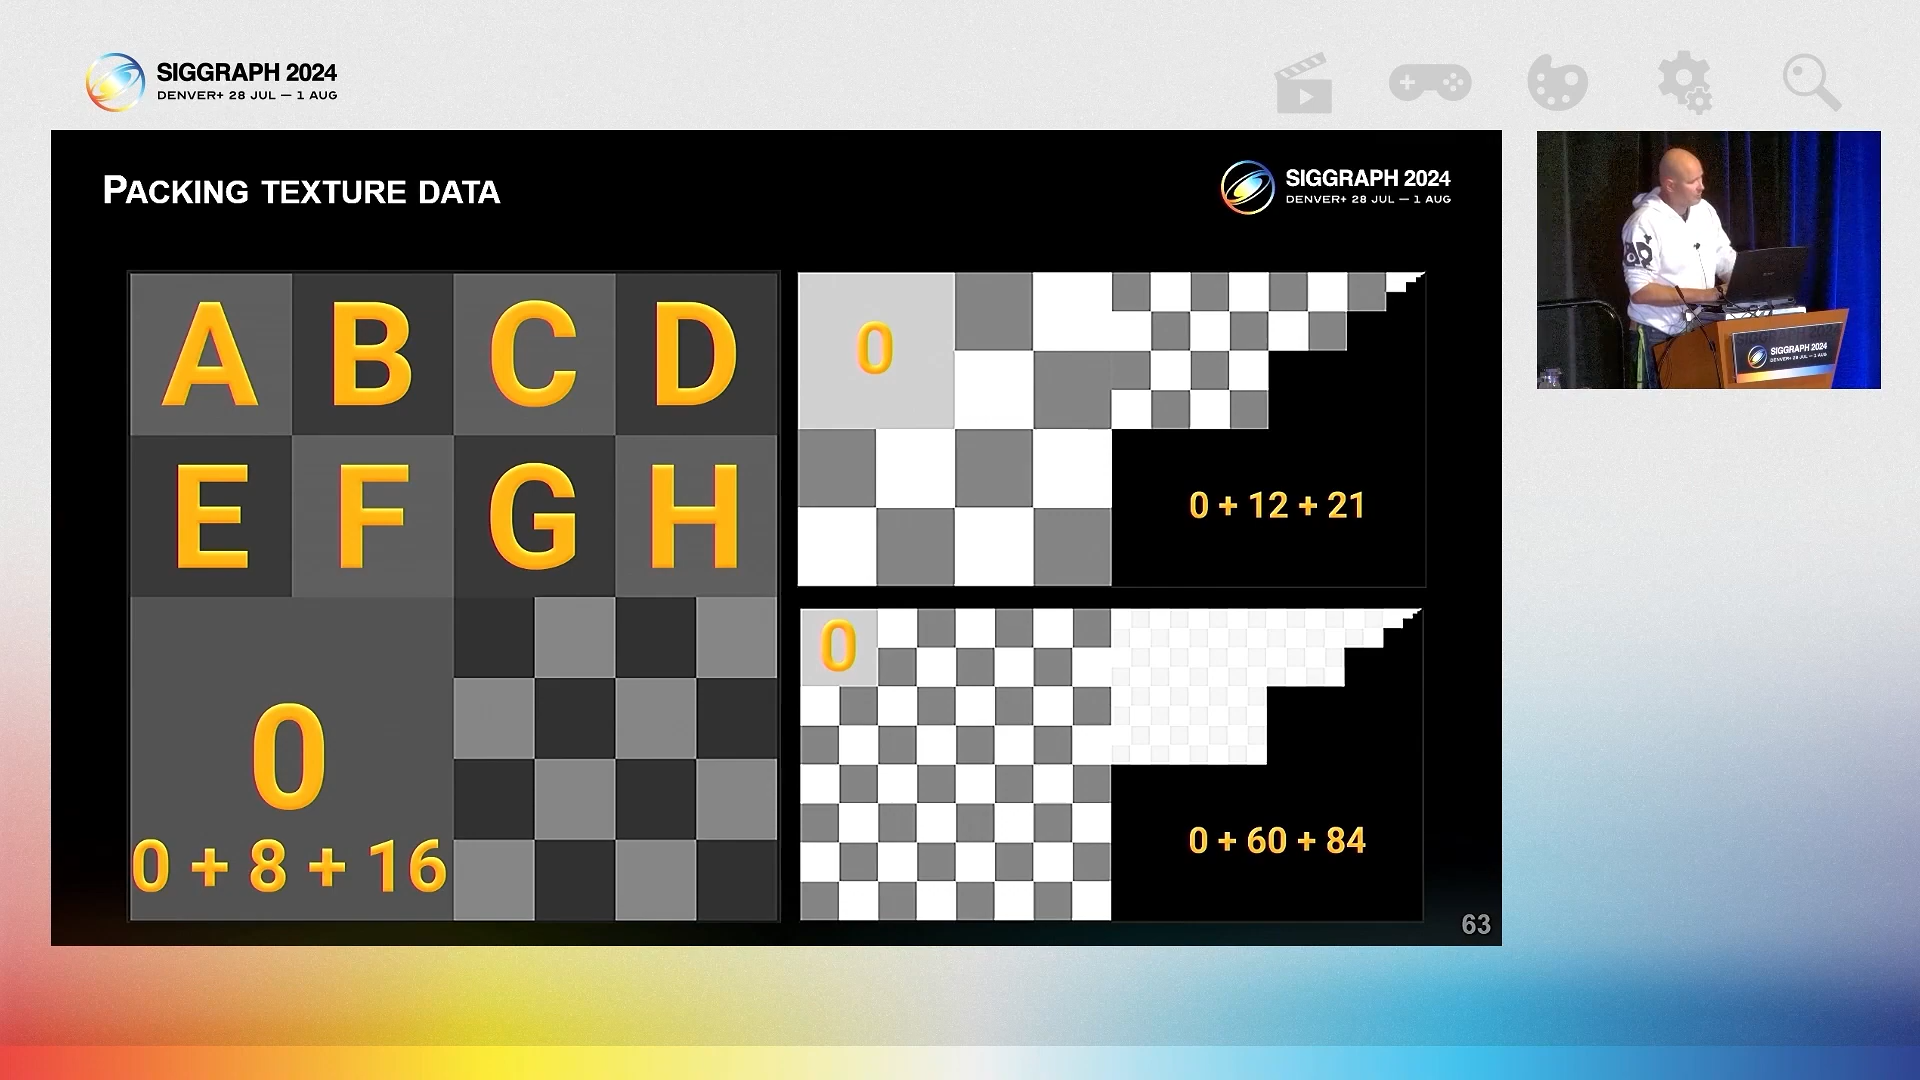 SIGGRAPH 2024
DENVER+ 28 JUL — 1 AUG
PACKING TEXTURE DATA
SIGGRAPH 2024
DENVER+ 28 JUL — 1 AUG
A B C D
E F G H
0
0 + 8 + 16
0
0 + 12 + 21
0
0 + 60 + 84
63
SIGGRAPH 2024